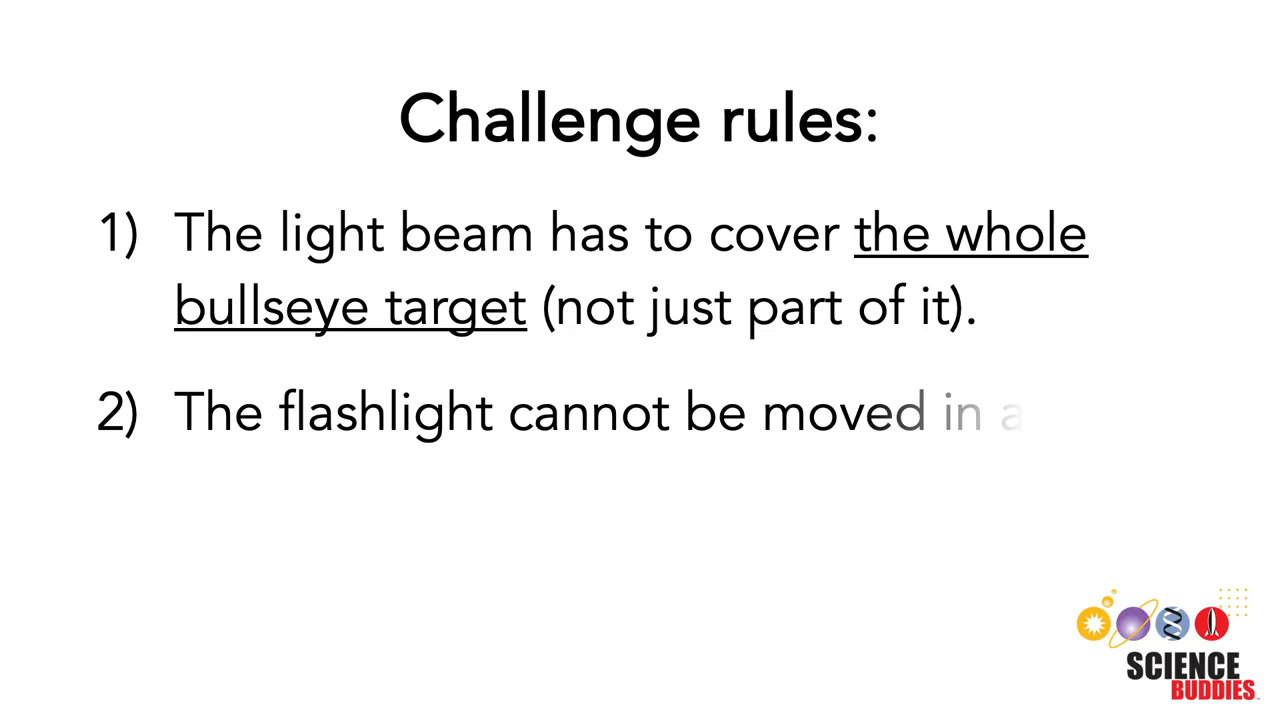 Challenge rules:
1) The light beam has to cover the whole
bullseye target (not just part of it).
2) The flashlight cannot be moved in a
SCIENCE
BUDDIES